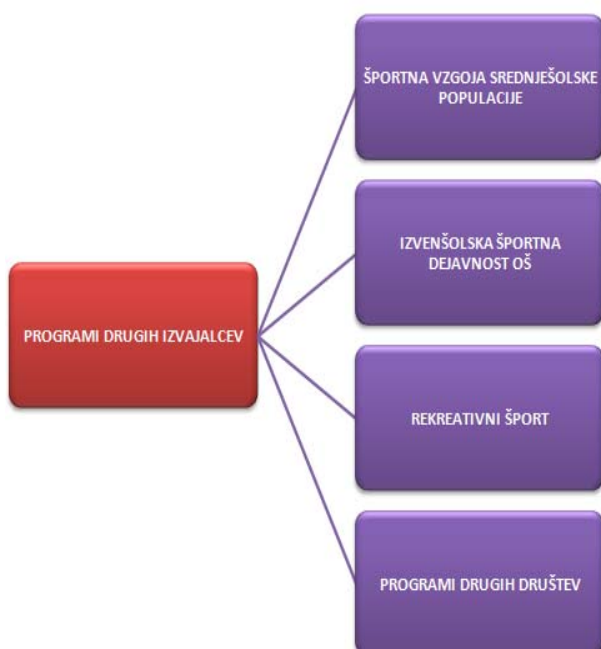 ŠPORTNA VZGOJA SREDNJEŠOLSKE
POPULACIJE
IZVENŠOLSKA ŠPORTNA
DEJAVNOST OŠ
PROGRAMI DRUGIH IZVAJALCEV
REKREATIVNI ŠPORT
PROGRAMI DRUGIH DRUŠTEV